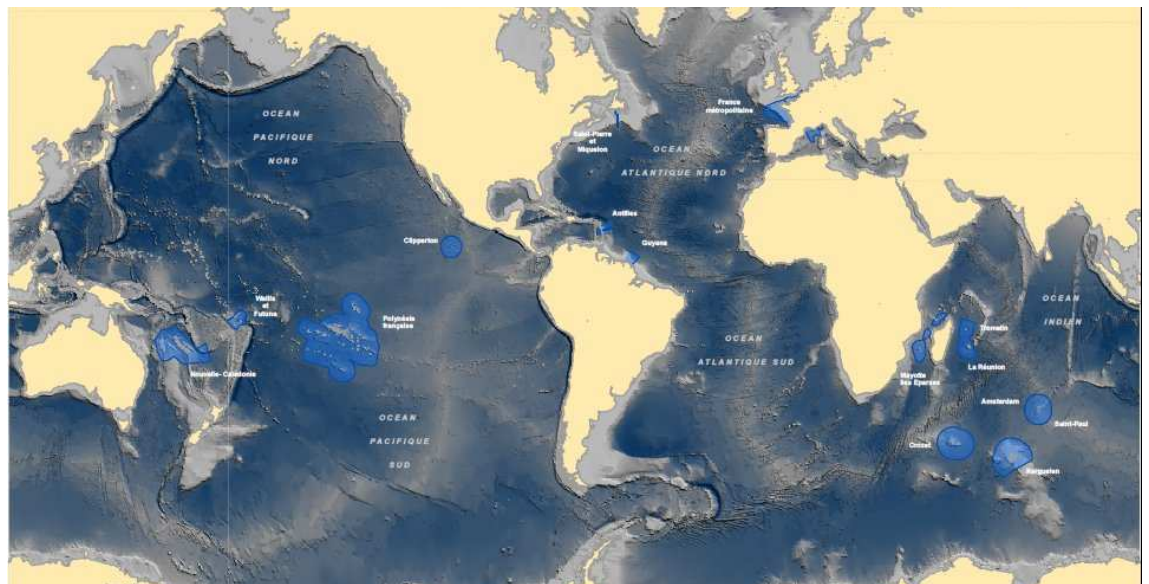 OCEAN
PACIFIQUE
NORD
France
métropolitaine
Saint-Pierre
et
Miquelon
OCEAN
ATLANTIQUE NORD
Antilles
Clipperton
Guyane
Wallis
et
Futuna
Polynésie
française
OCEAN
INDIEN
Tromelin
Nouvelle- Calédonie
OCEAN
ATLANTIQUE SUD
La Réunion
Mayotte
Iles Eparses
Amsterdam
Saint-Paul
OCEAN
PACIFIQUE
SUD
Crozet
Kerguelen